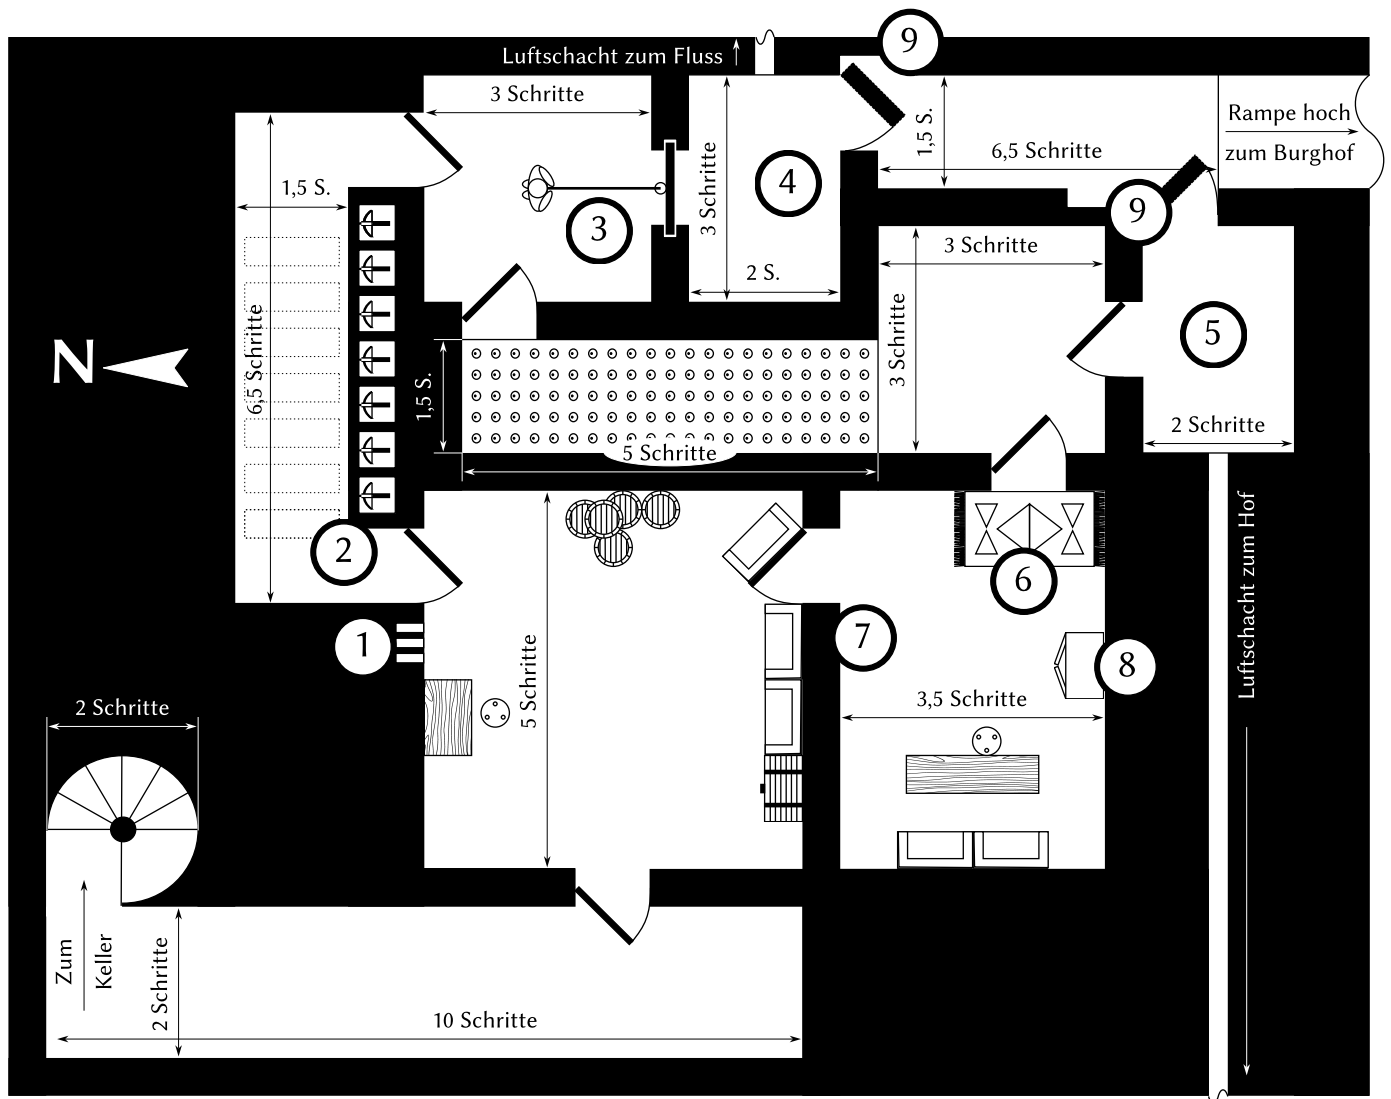 Luftschacht zum Fluss
9
3 Schritte
Rampe hoch
zum Burghof
1,5 S.
6,5 Schritte
3 Schritte
4
1,5 S.
9
3
3 Schritte
2 S.
6,5 Schritte
3 Schritte
5
N
1,5 S.
2 Schritte
5 Schritte
2
6
Luftschacht zum Hof
1
7
8
5 Schritte
3,5 Schritte
2 Schritte
Zum
Keller
2 Schritte
10 Schritte